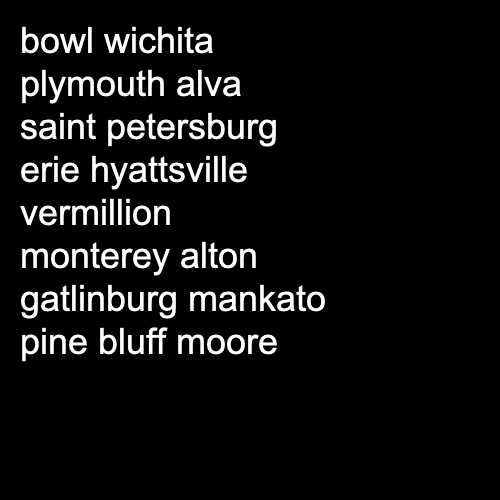 bowl wichita
plymouth alva
saint petersburg
erie hyattsville
vermillion
monterey alton
gatlinburg mankato
pine bluff moore